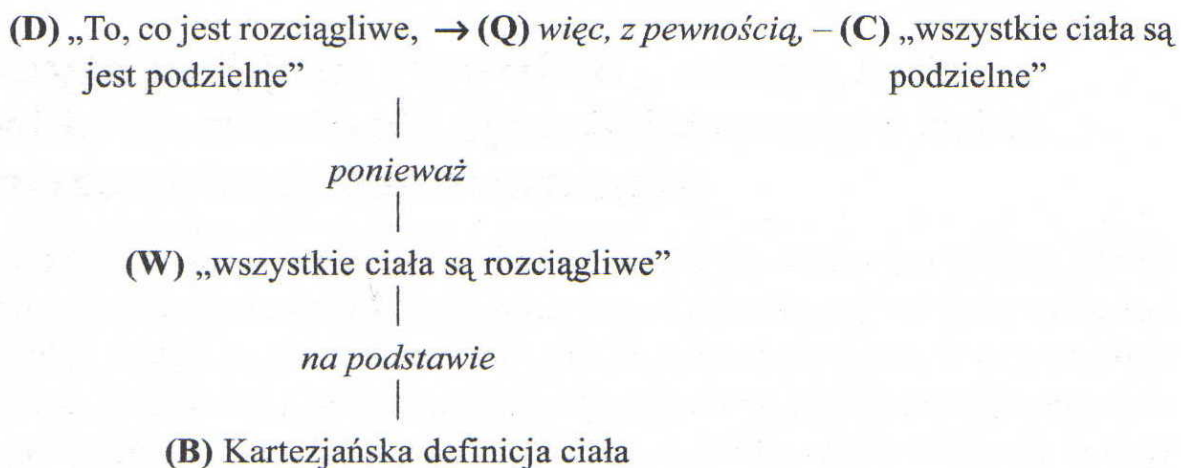 (D) „To, co jest rozciągliwe, → (Q) więc, z pewnością, – (C) „wszystkie ciała są
jest podzielne” podzielne”
ponieważ
(W) „wszystkie ciała są rozciągliwe”
na podstawie
(B) Kartezjańska definicja ciała